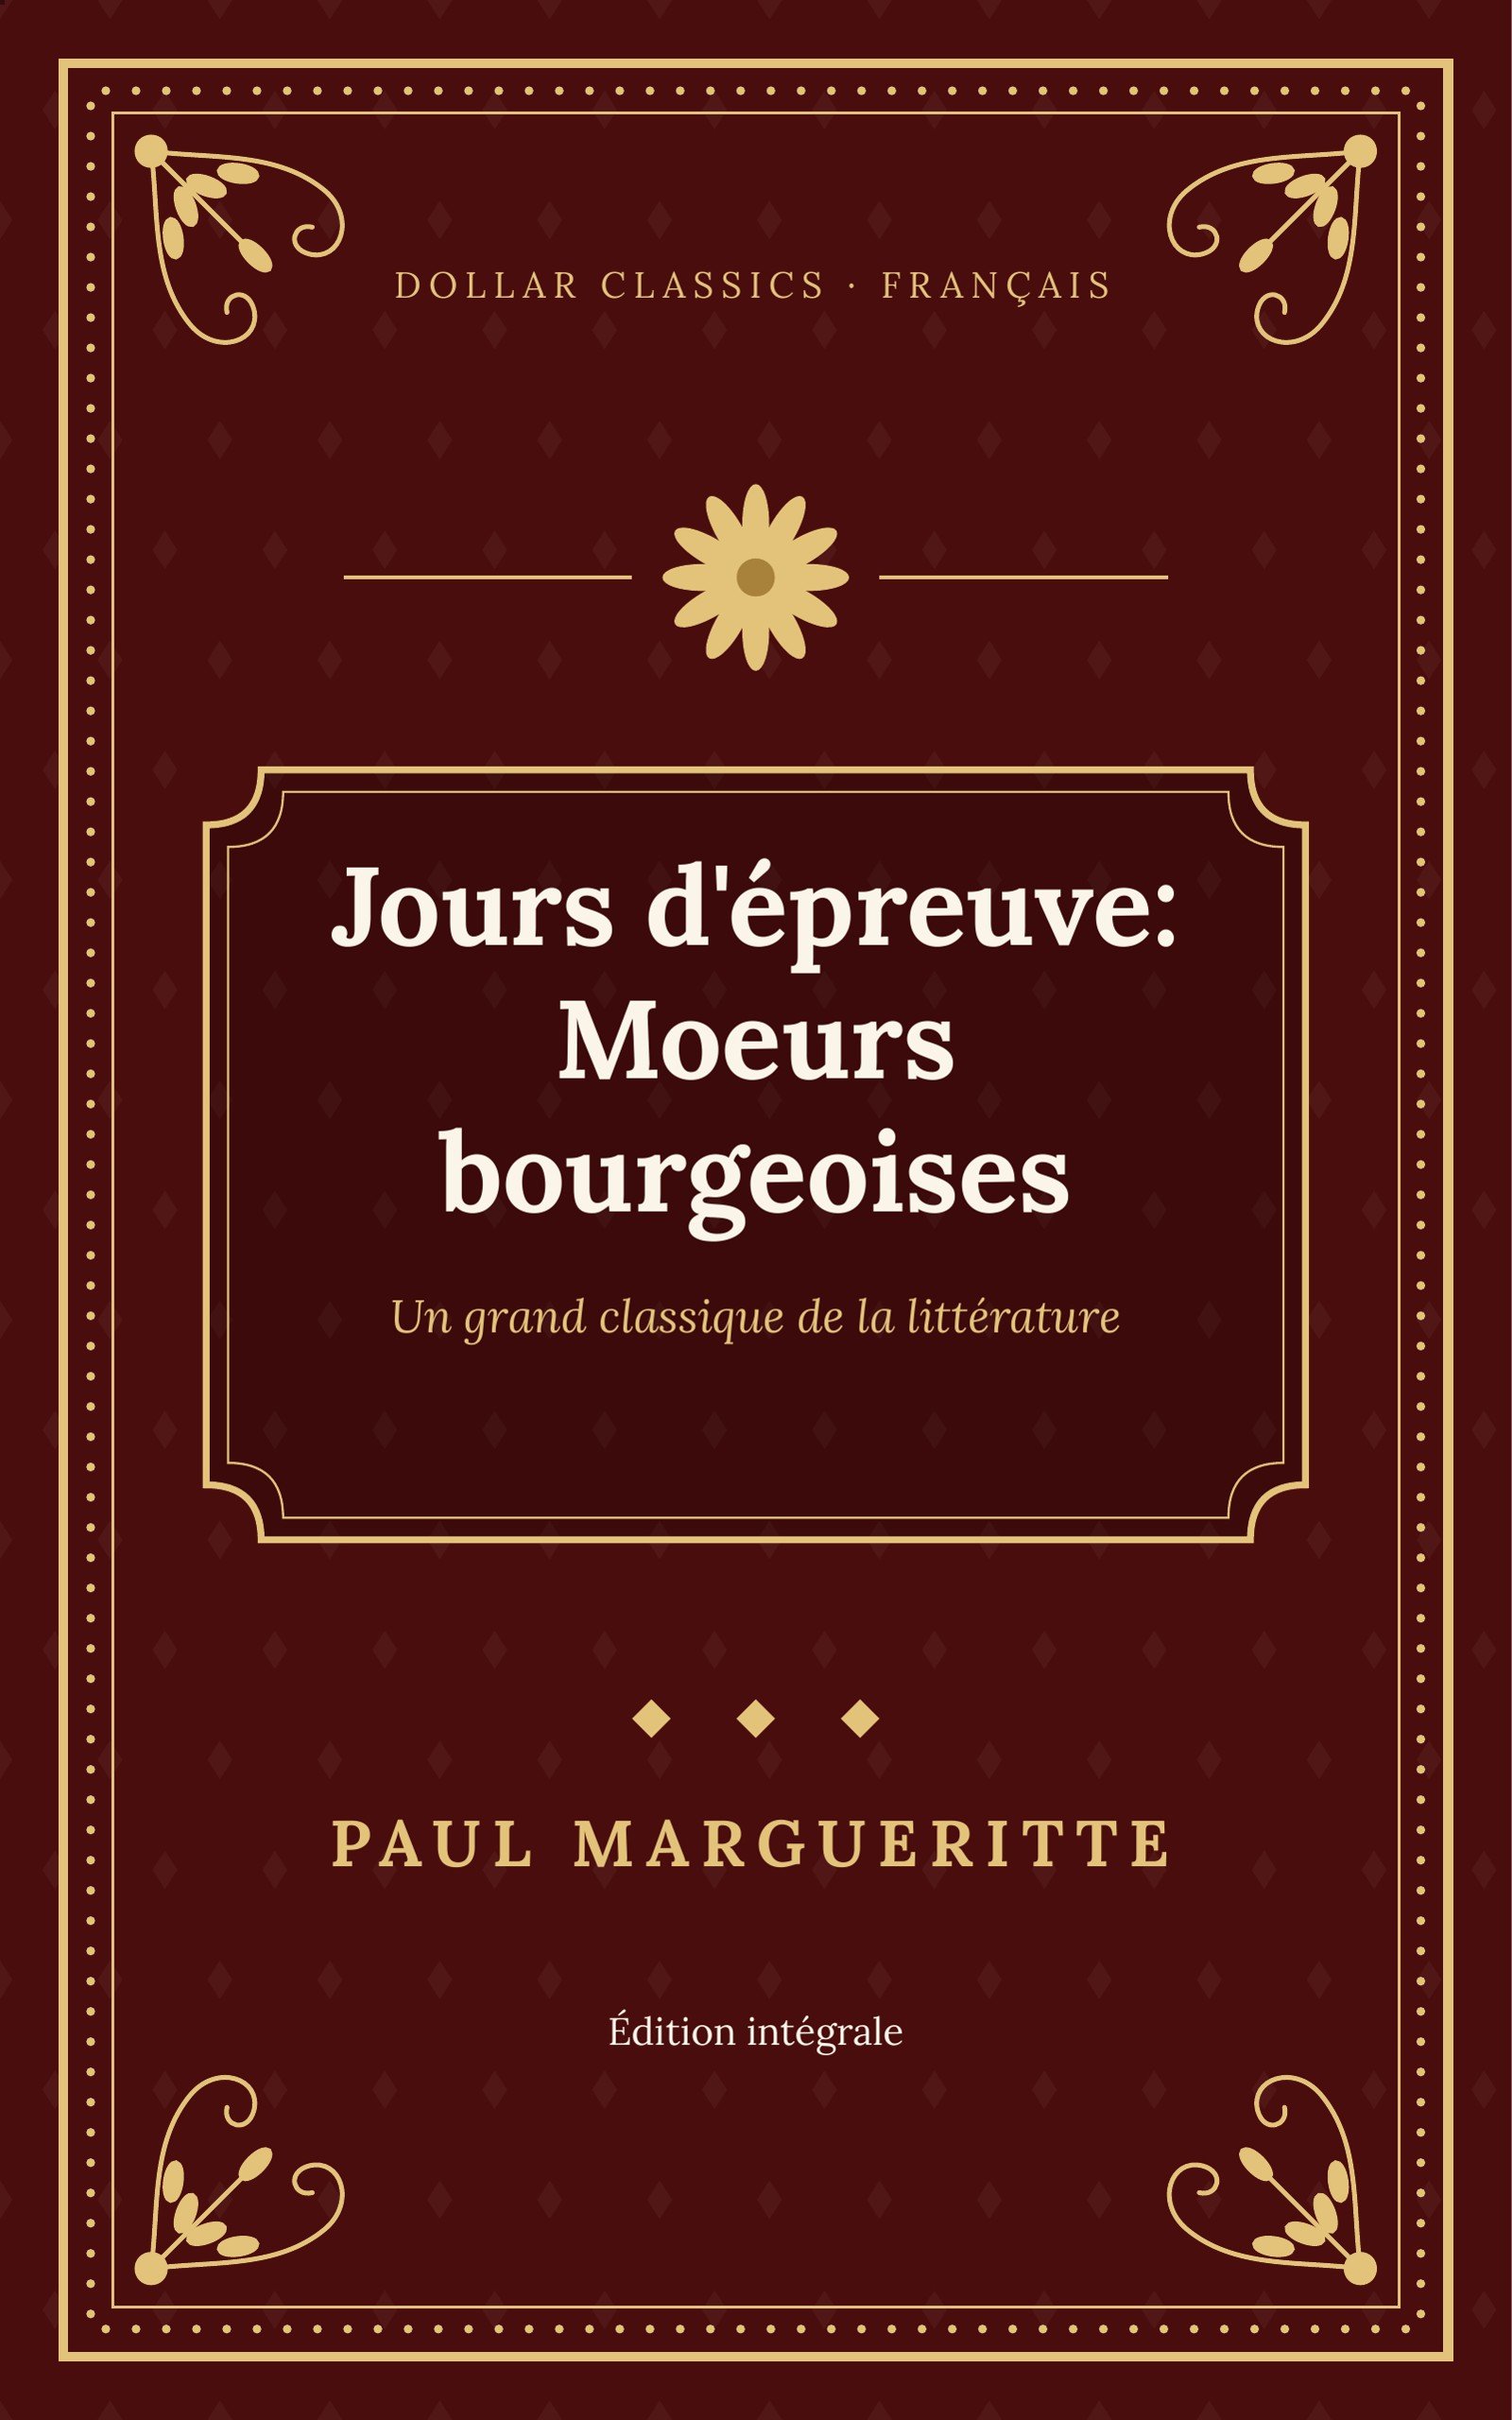 DOLLAR CLASSICS · FRANÇAIS
Jours d'épreuve:
Moeurs
bourgeoises
Un grand classique de la littérature
PAUL MARGUERITTE
Édition intégrale